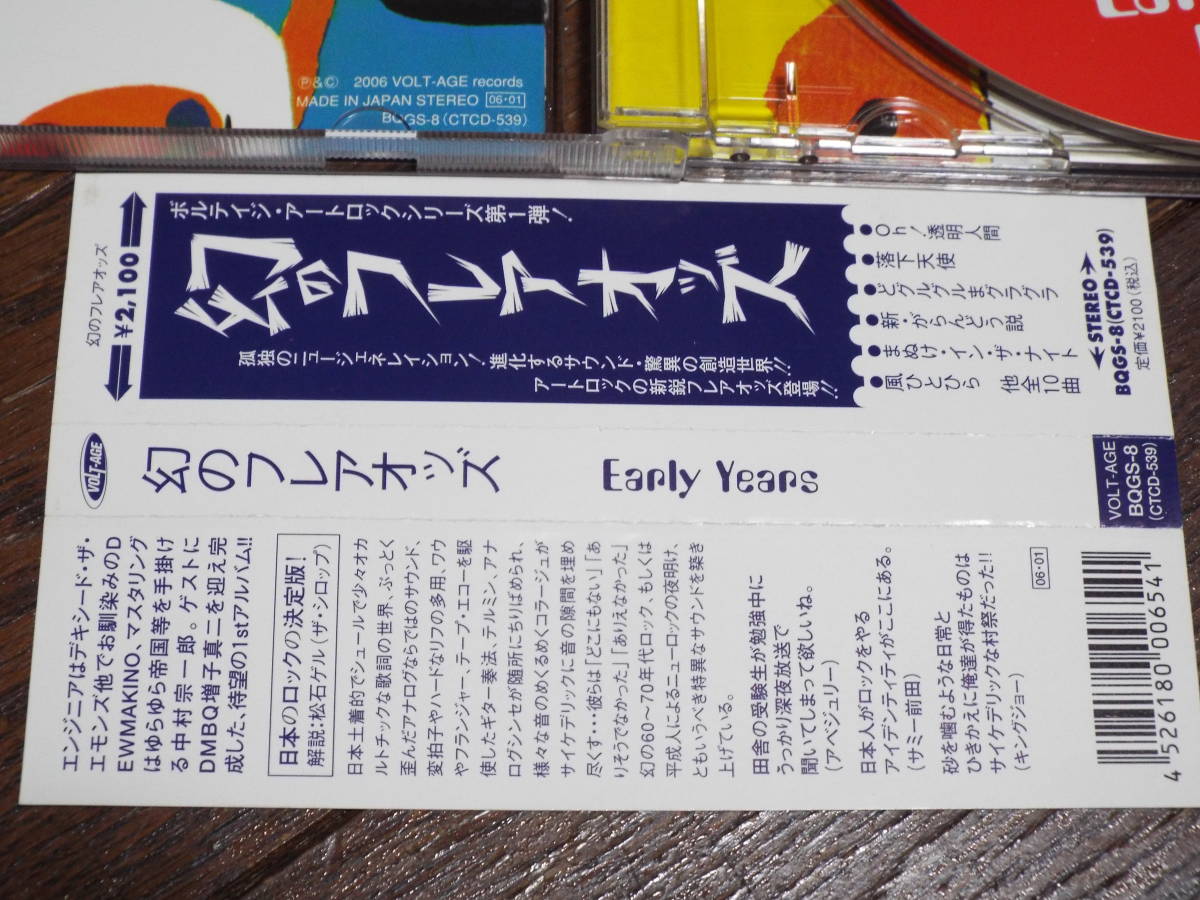 ℗&© 2006 VOLT-AGE records
MADE IN JAPAN STEREO 06・01
BQGS-8 (CTCD-539)
幻のフレアオッズ
¥2,100
ボルテイジ・アートロックシリーズ第1弾!
幻のフレアオッズ
孤独のニュージェネレイション!進化するサウンド・驚異の創造世界!!
アートロックの新鋭フレアオッズ登場!!
●Oh!透明人間
●落下天使
●どグルグルまグラグラ
●新・がらんどう説
●まぬけ・イン・ザ・ナイト
●風ひとひら 他全10曲
STEREO
BQGS-8(CTCD-539)
定価¥2100(税込)
VOLT-AGE
幻のフレアオッズ
Early Years
VOLT-AGE
BQGS-8
(CTCD-539)
エンジニアはデキシード・ザ・
エモンズ他でお馴染みのD
EWMAKINO、マスタリング
はゆらゆら帝国等を手掛け
る中村宗一郎。ゲストに
DMBQ増子真二を迎え完
成した、待望の1stアルバム!!
日本のロックの決定版!
解説:松石ゲル(ザ・シロップ)
日本土着的でシュールで少々オカ
ルトチックな歌詞の世界、ぶっとく
歪んだアナログならではのサウンド、
変拍子やハードなリフの多用、ワウ
やフランジャー、テープ・エコーを駆
使したギター奏法、テルミン、アナ
ログシンセが随所にちりばめられ、
様々な音のめくるめくコラージュが
サイケデリックに音の隙間を埋め
尽くす・・彼らは「どこにもない」「あ
りそうでなかった」「ありえなかった」
幻の60〜70年代ロック、もしくは
平成人によるニューロックの夜明け、
ともいうべき特異なサウンドを築き
上げている。
田舎の受験生が勉強中に
うっかり深夜放送で
聞いてしまって欲しいね。
(アベジュリー)
日本人がロックをやる
アイデンティティがここにある。
(サミー前田)
砂を噛むような日常と
ひきかえに俺達が得たものは
サイケデリックな村祭だった!!
(キングジョー)
06・01
4 526180 006541